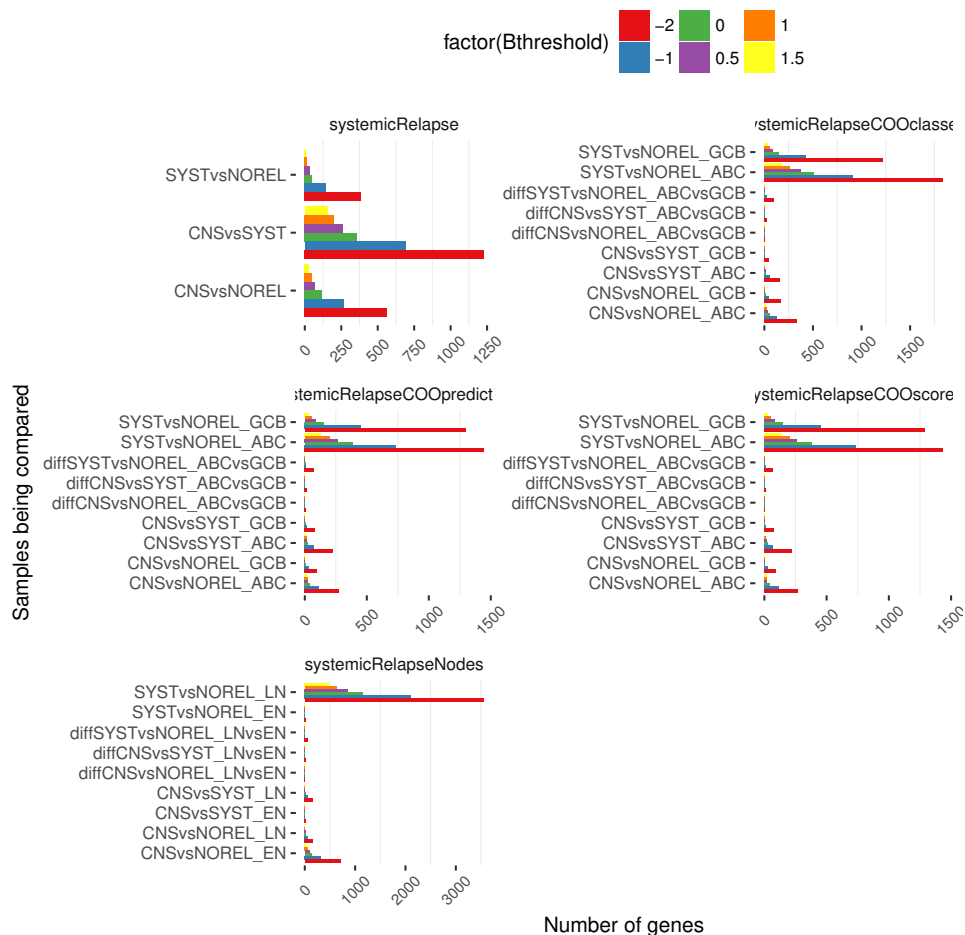 factor(Bthreshold)
−2 0 1
−1 0.5 1.5
systemicRelapse
SYSTvsNOREL
CNSvsSYST
CNSvsNOREL
0 250 500 750 1000 1250
ystemicRelapseCOOclasse
SYSTvsNOREL_GCB
SYSTvsNOREL_ABC
diffSYSTvsNOREL_ABCvsGCB
diffCNSvsSYST_ABCvsGCB
diffCNSvsNOREL_ABCvsGCB
CNSvsSYST_GCB
CNSvsSYST_ABC
CNSvsNOREL_GCB
CNSvsNOREL_ABC
0 500 1000 1500
Samples being compared
stemicRelapseCOOpredict
SYSTvsNOREL_GCB
SYSTvsNOREL_ABC
diffSYSTvsNOREL_ABCvsGCB
diffCNSvsSYST_ABCvsGCB
diffCNSvsNOREL_ABCvsGCB
CNSvsSYST_GCB
CNSvsSYST_ABC
CNSvsNOREL_GCB
CNSvsNOREL_ABC
0 500 1000 1500
ystemicRelapseCOOscore
SYSTvsNOREL_GCB
SYSTvsNOREL_ABC
diffSYSTvsNOREL_ABCvsGCB
diffCNSvsSYST_ABCvsGCB
diffCNSvsNOREL_ABCvsGCB
CNSvsSYST_GCB
CNSvsSYST_ABC
CNSvsNOREL_GCB
CNSvsNOREL_ABC
0 500 1000 1500
systemicRelapseNodes
SYSTvsNOREL_LN
SYSTvsNOREL_EN
diffSYSTvsNOREL_LNvsEN
diffCNSvsSYST_LNvsEN
diffCNSvsNOREL_LNvsEN
CNSvsSYST_LN
CNSvsSYST_EN
CNSvsNOREL_LN
CNSvsNOREL_EN
0 1000 2000 3000
Number of genes